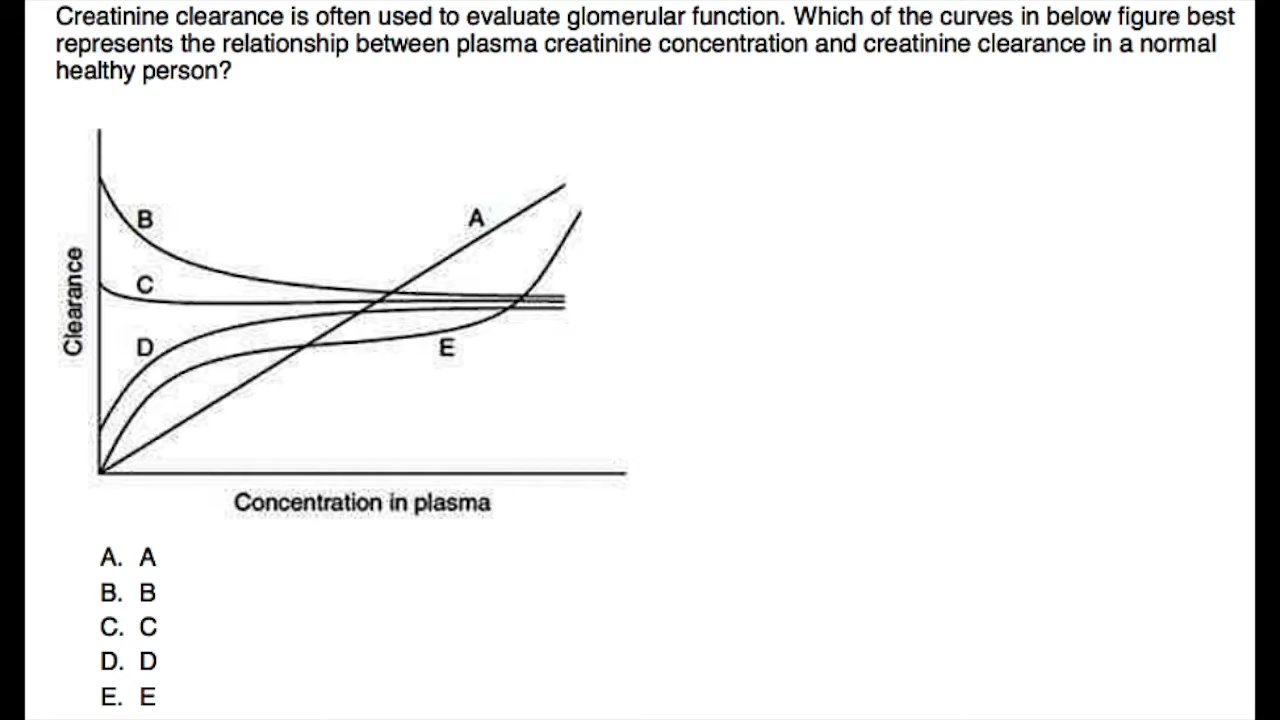 Creatinine clearance is often used to evaluate glomerular function. Which of the curves in below figure best
represents the relationship between plasma creatinine concentration and creatinine clearance in a normal
healthy person?
B
A
C
Clearance
D
E
Concentration in plasma
A. A
B. B
C. C
D. D
E. E